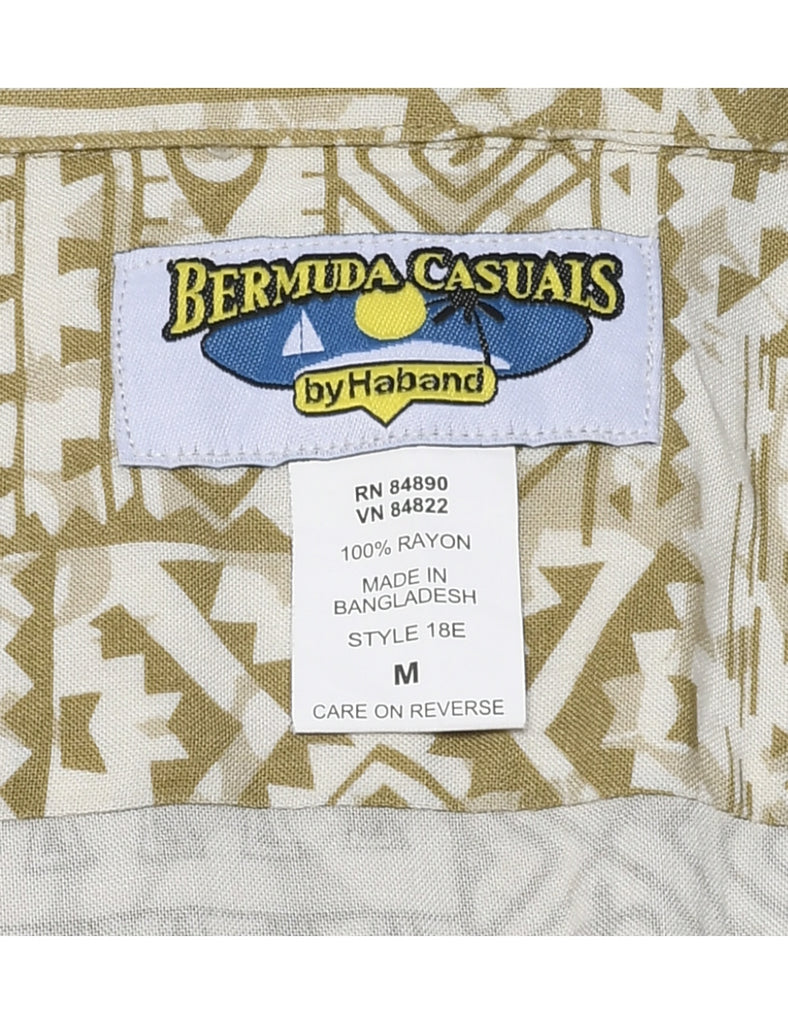 BERMUDA CASUALS
by Haband
RN 84890
VN 84822
100% RAYON
MADE IN
BANGLADESH
STYLE 18E
M
CARE ON REVERSE